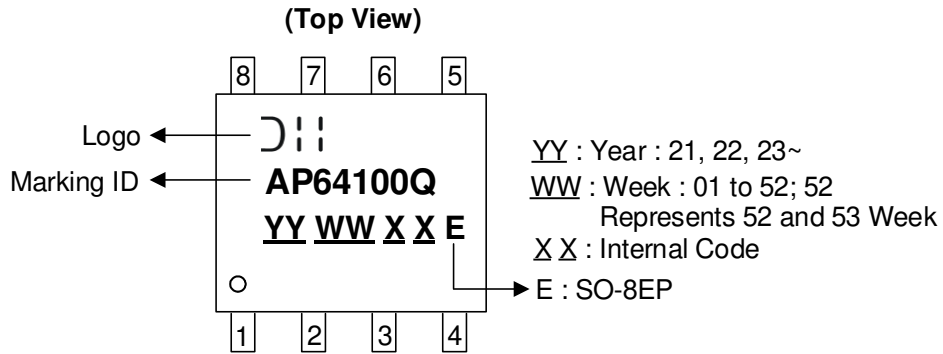 (Top View)
8 7 6 5
Logo
Marking ID
AP64100Q
YY WW X X E
YY : Year : 21, 22, 23~
WW : Week : 01 to 52; 52
Represents 52 and 53 Week
X X : Internal Code
E : SO-8EP
1 2 3 4